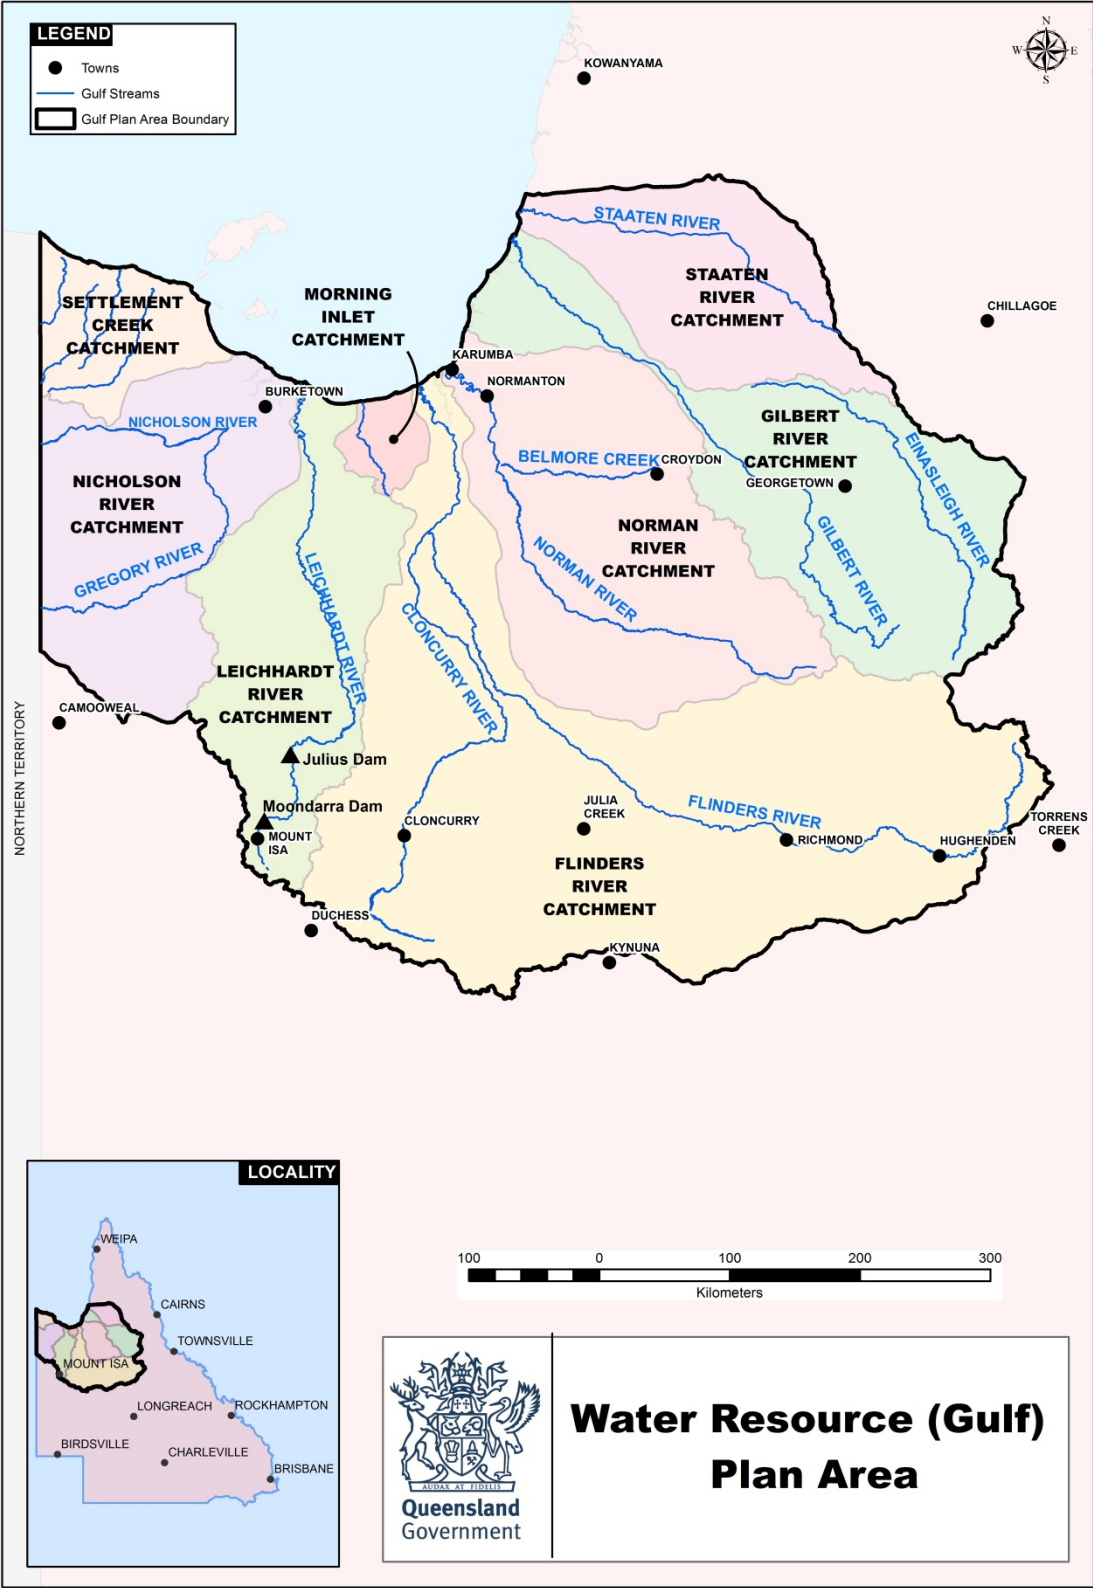 LEGEND
Towns
Gulf Streams
Gulf Plan Area Boundary
N
W
E
S
KOWANYAMA
STAATEN RIVER
STAATEN
RIVER
CATCHMENT
CHILLAGOE
SETTLEMENT
CREEK
CATCHMENT
MORNING
INLET
CATCHMENT
KARUMBA
NORMANTON
BURKETOWN
NICHOLSON RIVER
GILBERT
RIVER
CATCHMENT
EINASLEIGH RIVER
BELMORE CREEK
CROYDON
GEORGETOWN
NICHOLSON
RIVER
CATCHMENT
GREGORY RIVER
NORMAN
RIVER
CATCHMENT
GILBERT RIVER
NORMAN RIVER
LEICHHARDT RIVER
CLONCURRY RIVER
LEICHHARDT
RIVER
CATCHMENT
CAMOOWEAL
NORTHERN TERRITORY
Julius Dam
Moondarra Dam
MOUNT
ISA
CLONCURRY
JULIA
CREEK
FLINDERS RIVER
RICHMOND
HUGHENDEN
TORRENS
CREEK
FLINDERS
RIVER
CATCHMENT
DUCHESS
KYNUNA
LOCALITY
WEIPA
CAIRNS
TOWNSVILLE
MOUNT ISA
LONGREACH
ROCKHAMPTON
BIRDSVILLE
CHARLEVILLE
BRISBANE
100 0 100 200 300
Kilometers
AUDAX AT FIDELIS
Queensland
Government
Water Resource (Gulf)
Plan Area